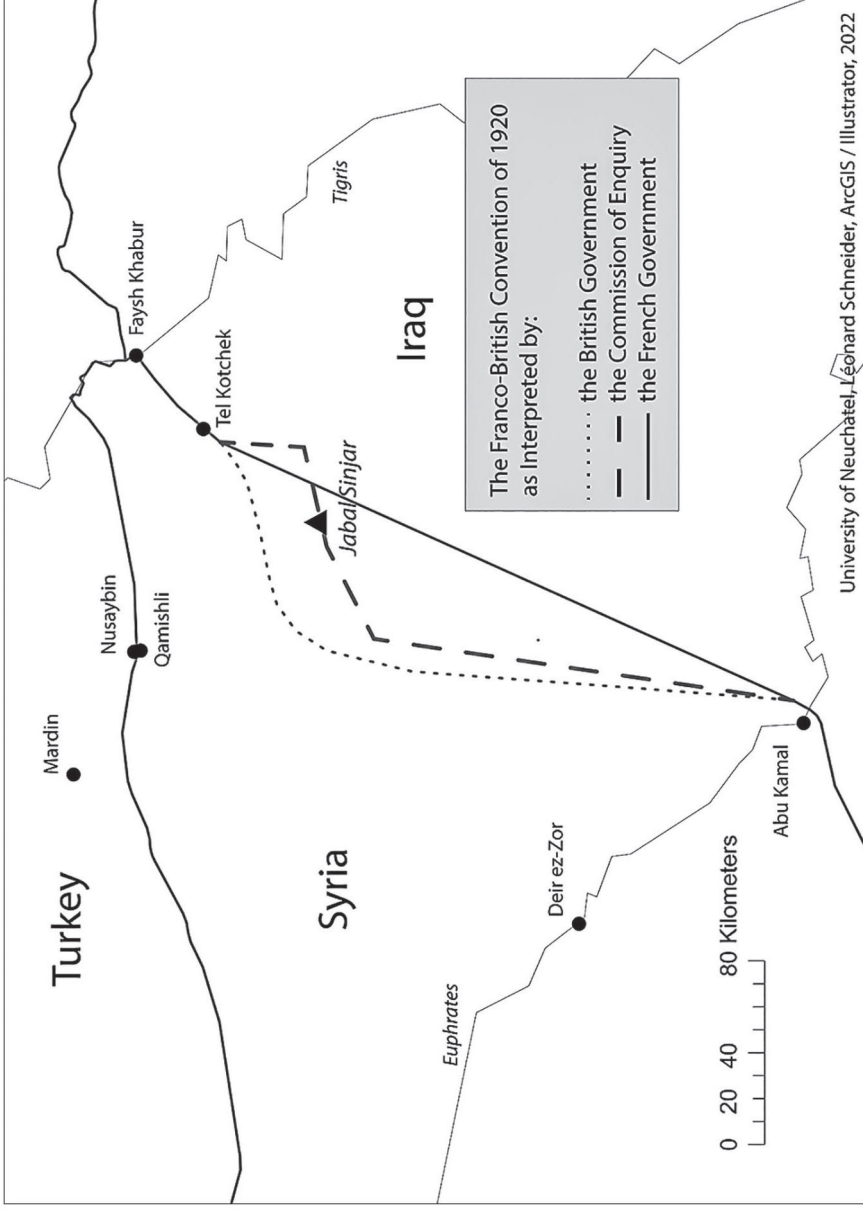 Turkey
Mardin
Nusaybin
Qamishli
Faysh Khabur
Tel Kotchek
Tigris
Syria
Jabal Sinjar
Iraq
Euphrates
Deir ez-Zor
Abu Kamal
The Franco-British Convention of 1920
as Interpreted by:
the British Government
the Commission of Enquiry
the French Government
0 20 40 80 Kilometers
University of Neuchatel, Léonard Schneider, ArcGIS / Illustrator, 2022